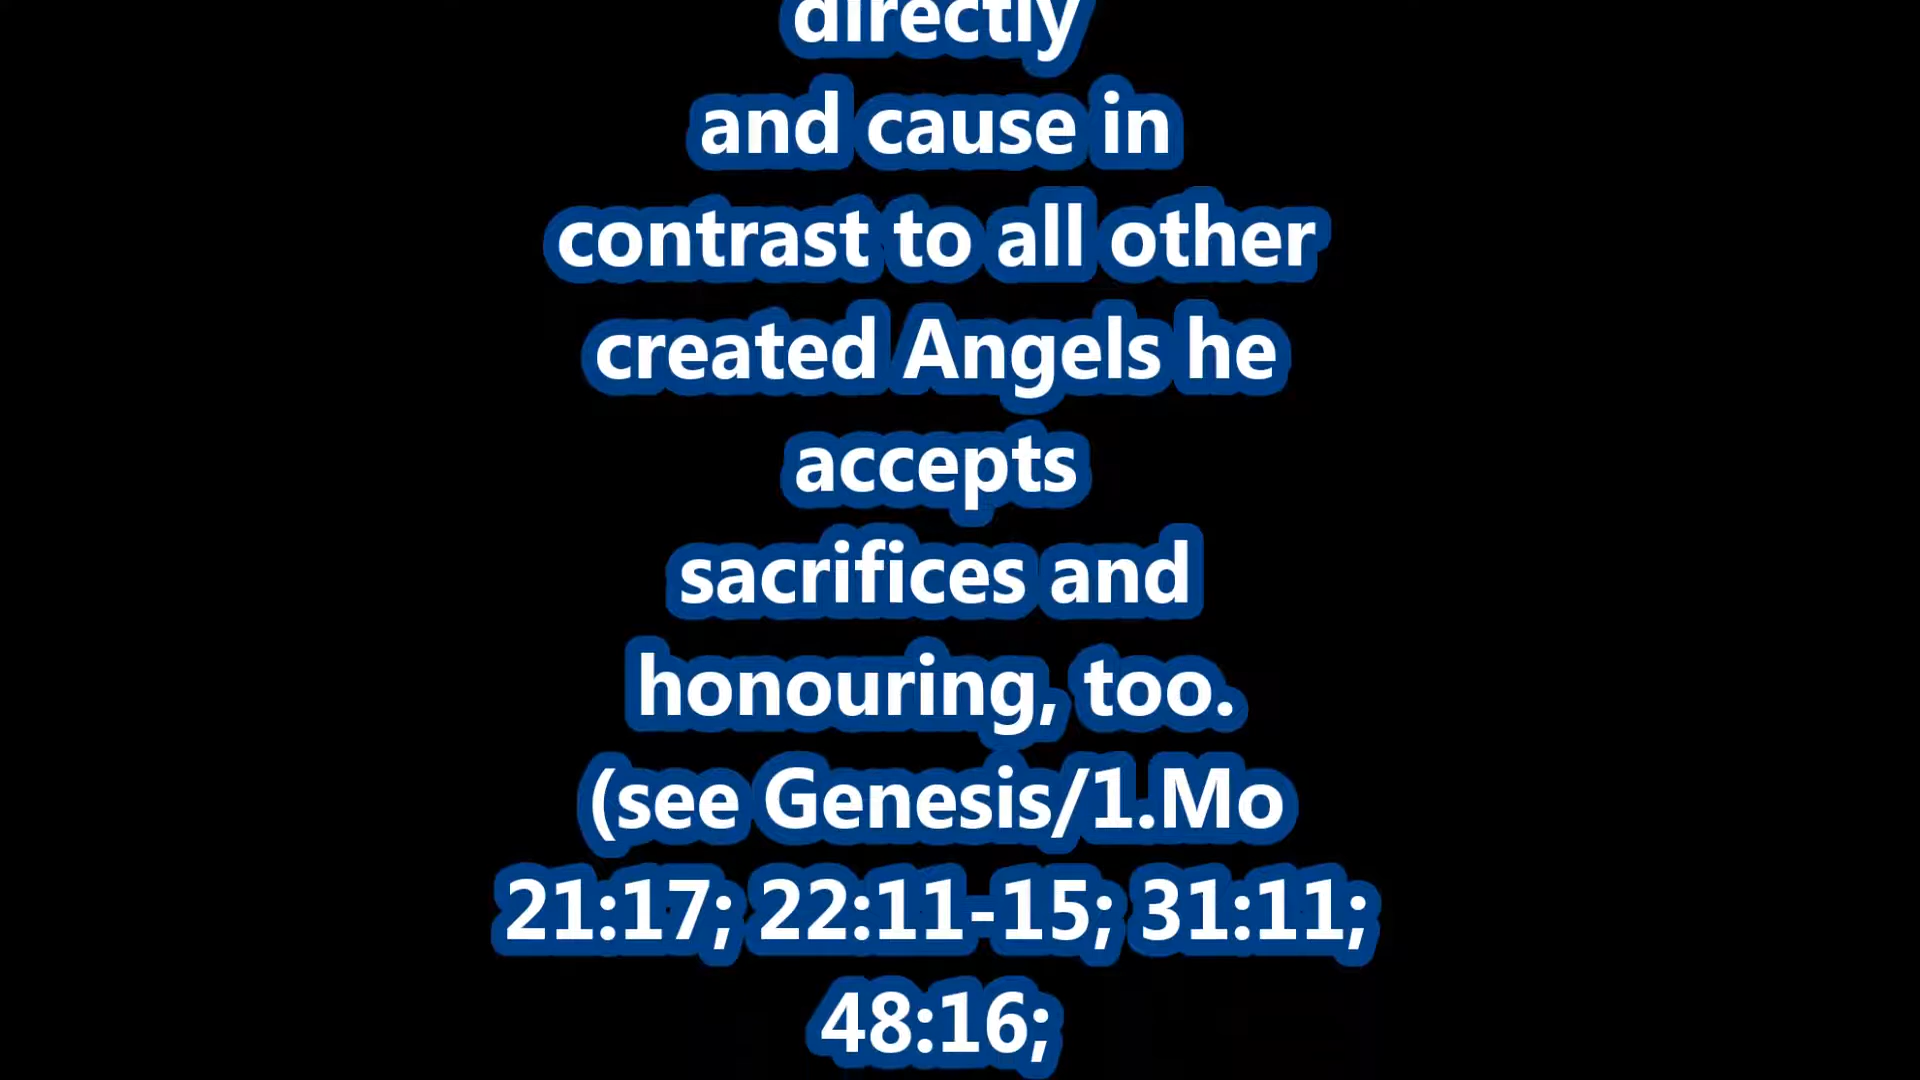 directly
and cause in
contrast to all other
created Angels he
accepts
sacrifices and
honouring, too.
(see Genesis/1.Mo
21:17; 22:11-15; 31:11;
48:16;